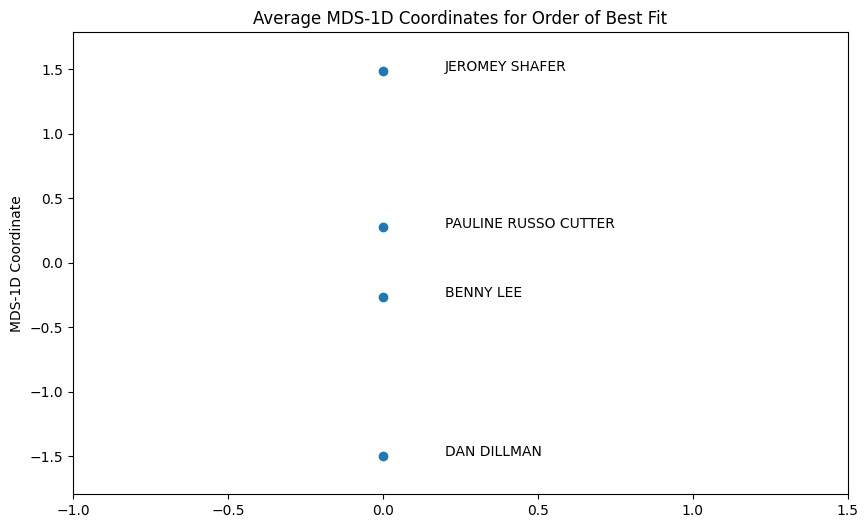 Average MDS-1D Coordinates for Order of Best Fit
MDS-1D Coordinate
1.5
1.0
0.5
0.0
−0.5
−1.0
−1.5
JEROMEY SHAFER
PAULINE RUSSO CUTTER
BENNY LEE
DAN DILLMAN
−1.0 −0.5 0.0 0.5 1.0 1.5